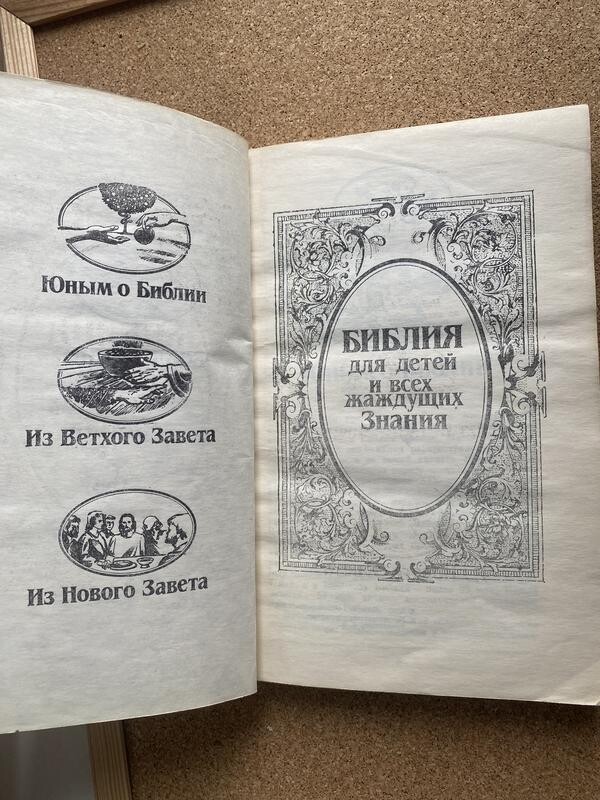 Юным о Библии
Из Ветхого Завета
Из Нового Завета
БИБЛИЯ
для детей
и всех
жаждущих
Знания